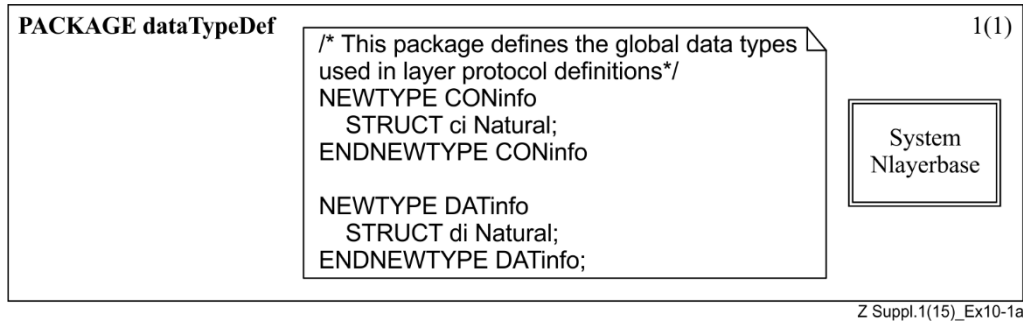 PACKAGE dataTypeDef
1(1)
/* This package defines the global data types
used in layer protocol definitions*/
NEWTYPE CONinfo
STRUCT ci Natural;
ENDNEWTYPE CONinfo
NEWTYPE DATinfo
STRUCT di Natural;
ENDNEWTYPE DATinfo;
System
Nlayerbase
Z Suppl.1(15)_Ex10-1a